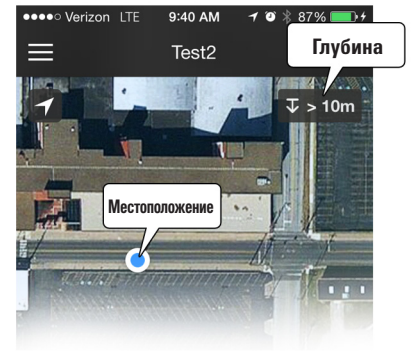 Verizon LTE 9:40 AM 87%
Test2
Глубина
> 10m
Местоположение